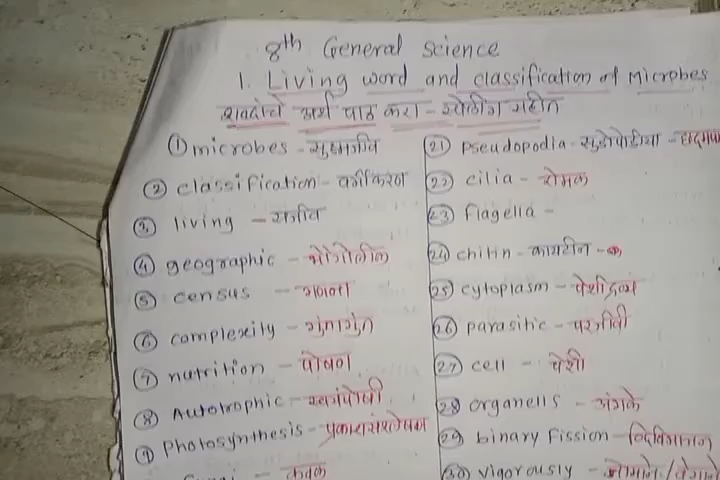 8th General Science
1. Living word and classification of Microbes
शब्दांचे अर्थ पाठ करा - स्पेलींग सहीत
① microbes - सुक्ष्मजीव
② classification - वर्गीकरण
③ living - सजीव
④ geographic - भौगोलीक
⑤ census - गणना
⑥ complexity - गुंतागुंत
⑦ nutrition - पोषण
⑧ Autotrophic - स्वयंपोषी
⑨ Photosynthesis - प्रकाशसंश्लेषण
- कवक
㉑ Pseudopodia - सुडोपोडीया -
㉒ cilia - रोमक
㉓ Flagella -
㉔ chitin - कायटीन -
㉕ cytoplasm - पेशीद्रव्य
㉖ parasitic - परजीवी
㉗ cell - पेशी
㉘ organells - अंगके
㉙ binary Fission - द्विविभाजन
㉚ vigorously -